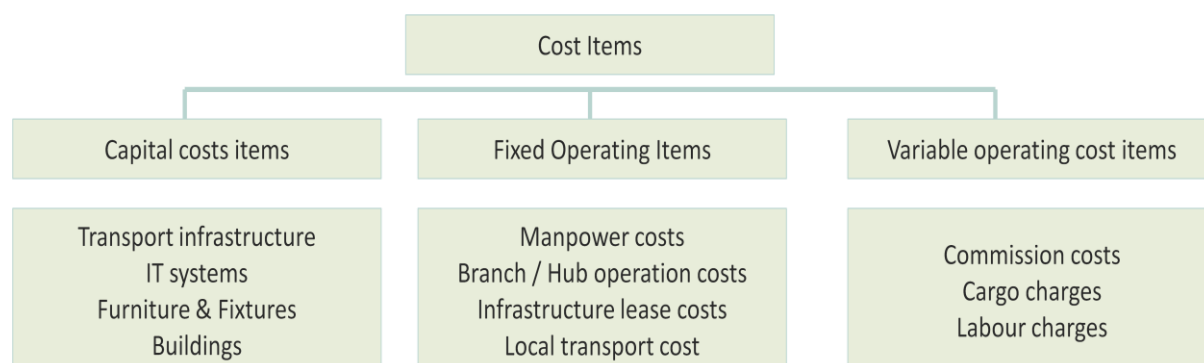 Cost Items
Capital costs items
Fixed Operating Items
Variable operating cost items
Transport infrastructure
IT systems
Furniture & Fixtures
Buildings
Manpower costs
Branch / Hub operation costs
Infrastructure lease costs
Local transport cost
Commission costs
Cargo charges
Labour charges